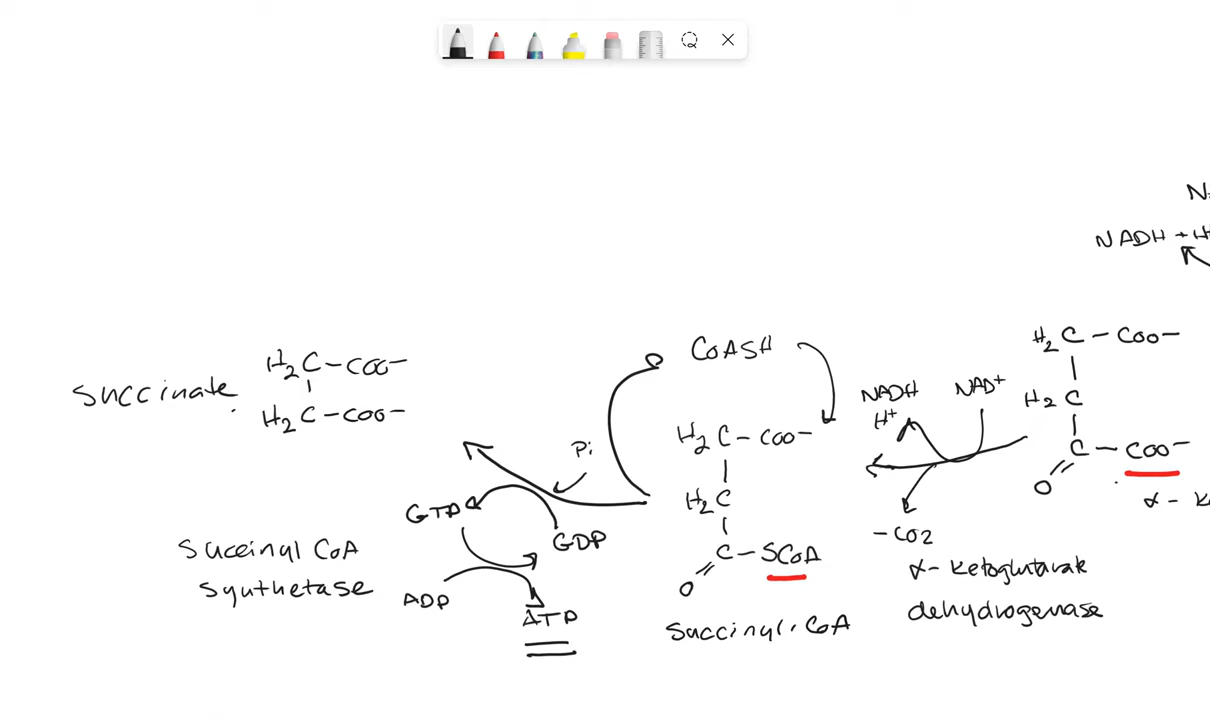 N
NADH + H
H2C - COO-
CoASH
H2C - COO-
Succinate
NADH
NAD+
H2C
H2C - COO-
H+
H2C - COO-
Pi
C - COO-
O
H2C
α - K
GTP
GDP
- CO2
Succinyl CoA
C - SCoA
α- Ketoglutarate
synthetase
O
ADP
ATP
dehydrogenase
Succinyl. CoA